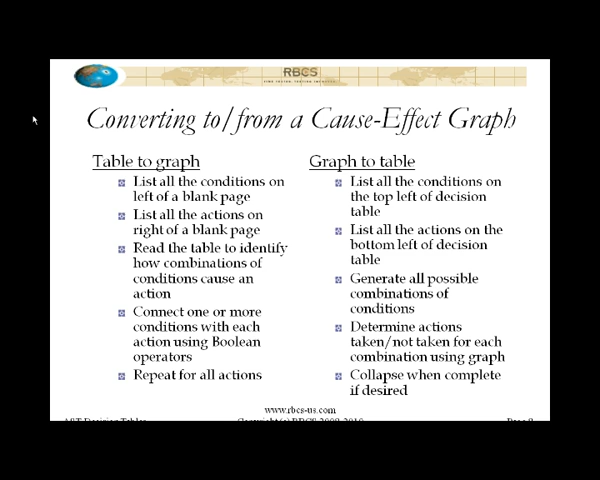 RBCS
Converting to/from a Cause-Effect Graph
Table to graph
List all the conditions on
left of a blank page
List all the actions on
right of a blank page
Read the table to identify
how combinations of
conditions cause an
action
Connect one or more
conditions with each
action using Boolean
operators
Repeat for all actions
Graph to table
List all the conditions on
the top left of decision
table
List all the actions on the
bottom left of decision
table
Generate all possible
combinations of
conditions
Determine actions
taken/not taken for each
combination using graph
Collapse when complete
if desired
www.rbcs-us.com